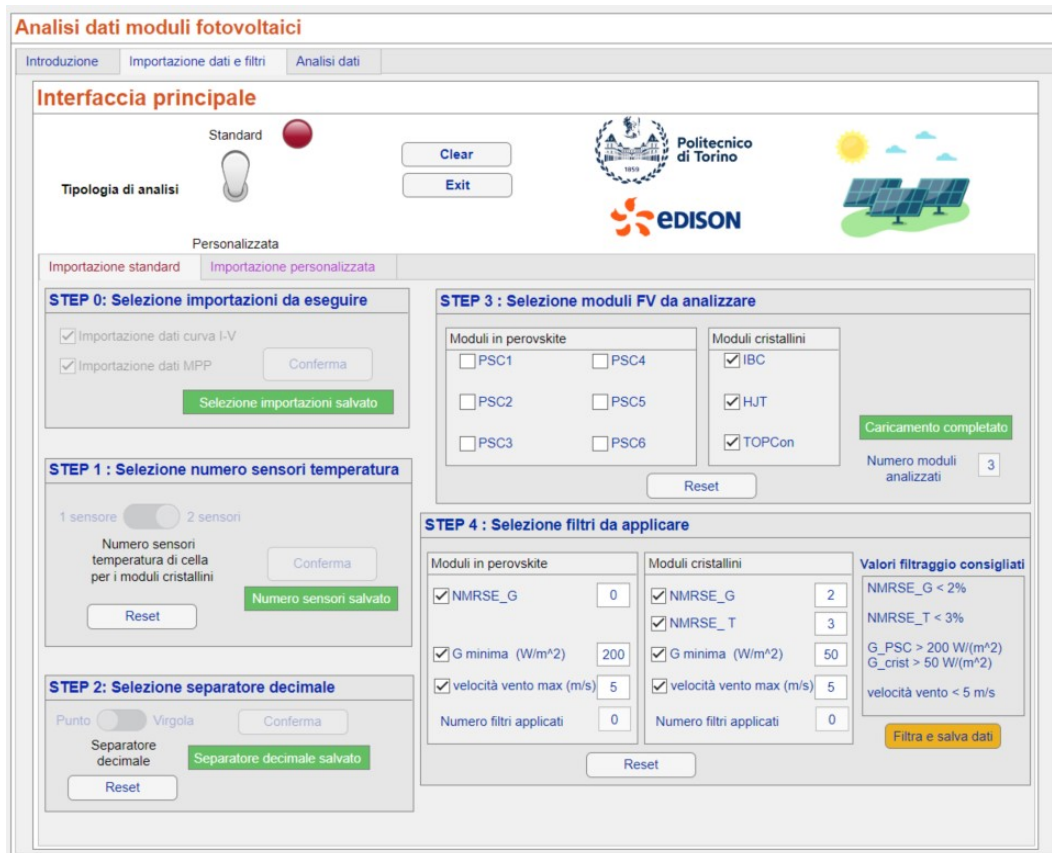 Analisi dati moduli fotovoltaici
Introduzione
Importazione dati e filtri
Analisi dati
Interfaccia principale
Standard
Tipologia di analisi
Personalizzata
Clear
Exit
1859
Politecnico
di Torino
EDISON
Importazione standard
Importazione personalizzata
STEP 0: Selezione importazioni da eseguire
Importazione dati curva I-V
Importazione dati MPP
Conferma
Selezione importazioni salvato
STEP 1 : Selezione numero sensori temperatura
1 sensore
2 sensori
Numero sensori
temperatura di cella
per i moduli cristallini
Conferma
Numero sensori salvato
Reset
STEP 2: Selezione separatore decimale
Punto
Virgola
Conferma
Separatore
decimale
Separatore decimale salvato
Reset
STEP 3 : Selezione moduli FV da analizzare
Moduli in perovskite
PSC1
PSC4
PSC2
PSC5
PSC3
PSC6
Moduli cristallini
IBC
HJT
TOPCon
Caricamento completato
Numero moduli
analizzati
3
Reset
STEP 4 : Selezione filtri da applicare
Moduli in perovskite
NMRSE_G
0
G minima (W/m^2)
200
velocità vento max (m/s)
5
Numero filtri applicati
0
Moduli cristallini
NMRSE_G
2
NMRSE_ T
3
G minima (W/m^2)
50
velocità vento max (m/s)
5
Numero filtri applicati
0
Valori filtraggio consigliati
NMRSE_G < 2%
NMRSE_T < 3%
G_PSC > 200 W/(m^2)
G_crist > 50 W/(m^2)
velocità vento < 5 m/s
Filtra e salva dati
Reset